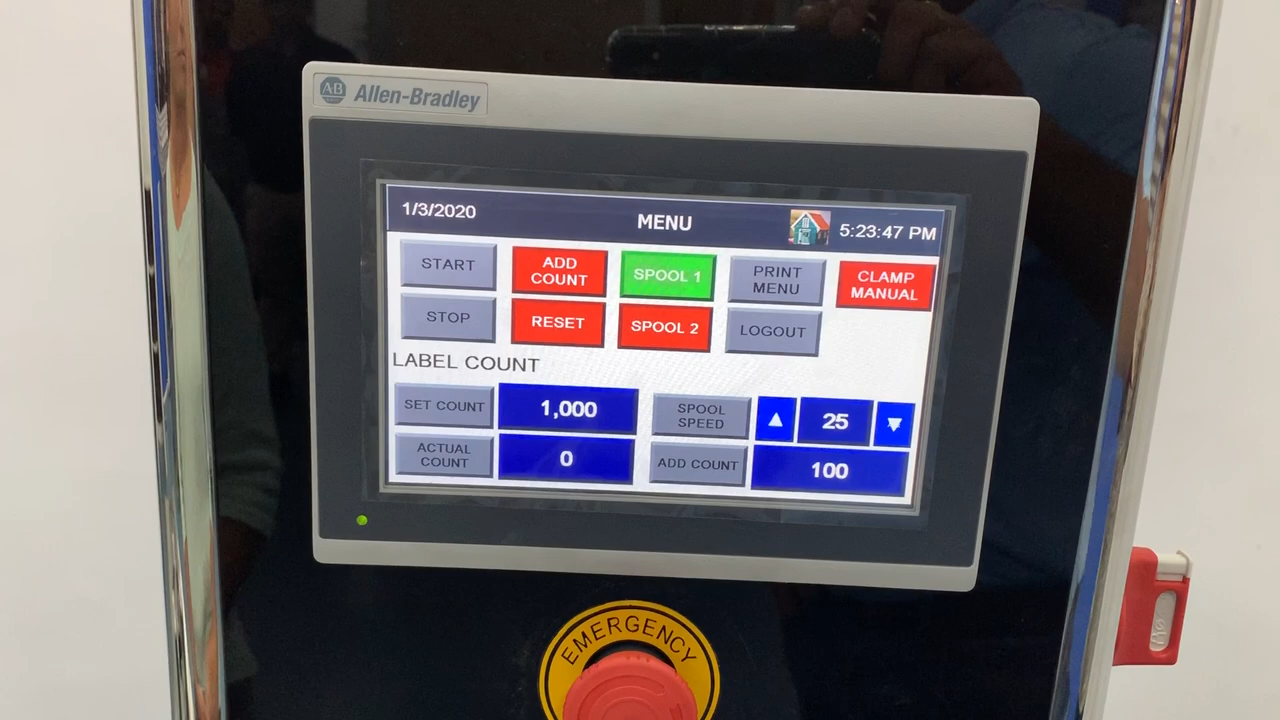 AB Allen-Bradley
1/3/2020
MENU
5:23:47 PM
START
ADD
COUNT
SPOOL 1
PRINT
MENU
CLAMP
MANUAL
STOP
RESET
SPOOL 2
LOGOUT
LABEL COUNT
SET COUNT
1,000
SPOOL
SPEED
25
ACTUAL
COUNT
0
ADD COUNT
100
EMERGENCY